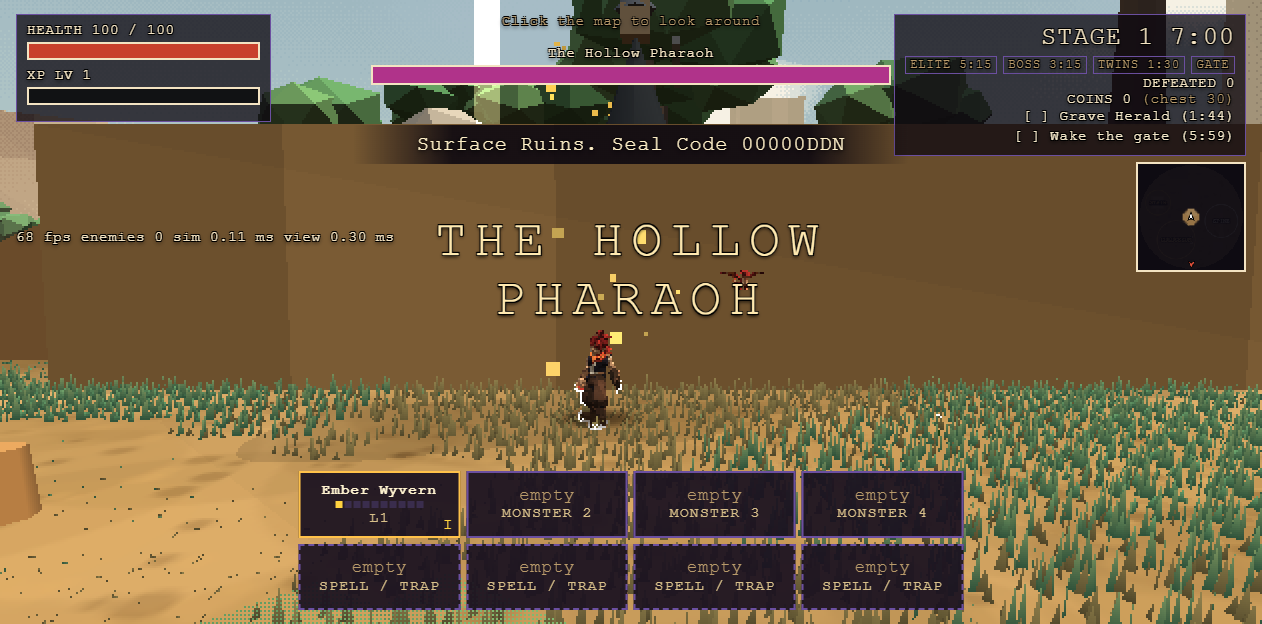 HEALTH 100 / 100
XP LV 1
Click the map to look around
The Hollow Pharaoh
STAGE 1 7:00
ELITE 5:15 BOSS 3:15 TWINS 1:30 GATE
DEFEATED 0
COINS 0 (chest 30)
[ ] Grave Herald (1:44)
[ ] Wake the gate (5:59)
Surface Ruins. Seal Code 00000DDN
68 fps enemies 0 sim 0.11 ms view 0.30 ms
THE HOLLOW
PHARAOH
Ember Wyvern
L1
I
empty
MONSTER 2
empty
MONSTER 3
empty
MONSTER 4
empty
SPELL / TRAP
empty
SPELL / TRAP
empty
SPELL / TRAP
empty
SPELL / TRAP